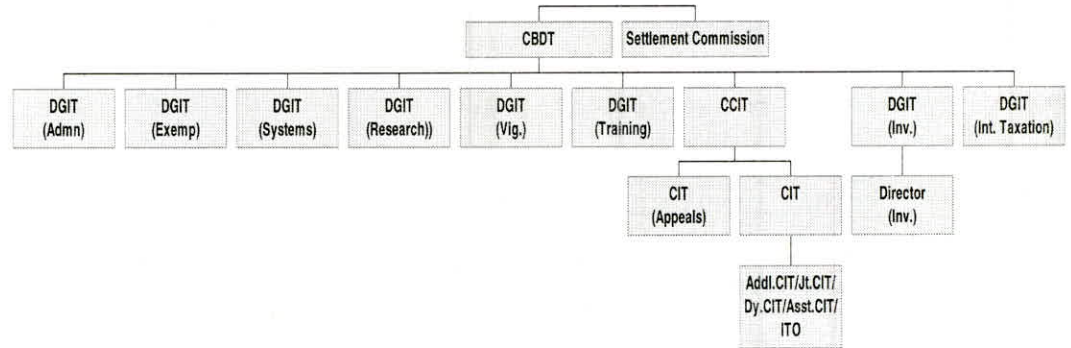 CBDT
Settlement Commission
DGIT
(Admn)
DGIT
(Exemp)
DGIT
(Systems)
DGIT
(Research))
DGIT
(Vig.)
DGIT
(Training)
CCIT
DGIT
(Inv.)
DGIT
(Int. Taxation)
CIT
(Appeals)
CIT
Director
(Inv.)
Addl.CIT/Jt.CIT/
Dy.CIT/Asst.CIT/
ITO